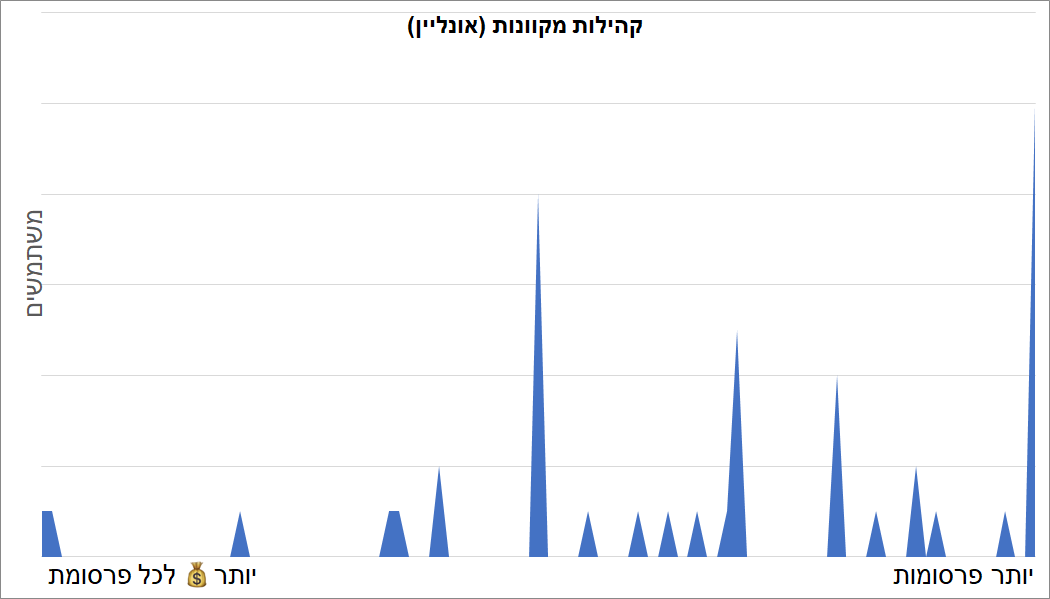 קהילות מקוונות (אונליין)
משתמשים
יותר פרסומות
יותר 💰 לכל פרסומת